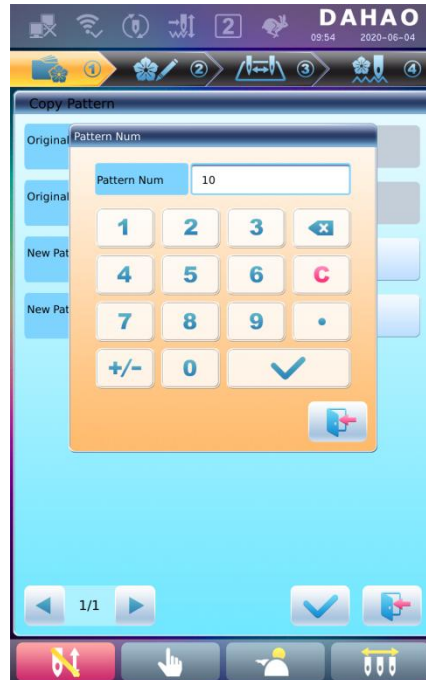 DAHAO
2
09:54 2020-06-04
1 2 3 4
Copy Pattern
Original
Pattern Num
Pattern Num 10
Original
1 2 3
New Pat
4 5 6 C
New Pat
7 8 9 .
+/- 0
1/1